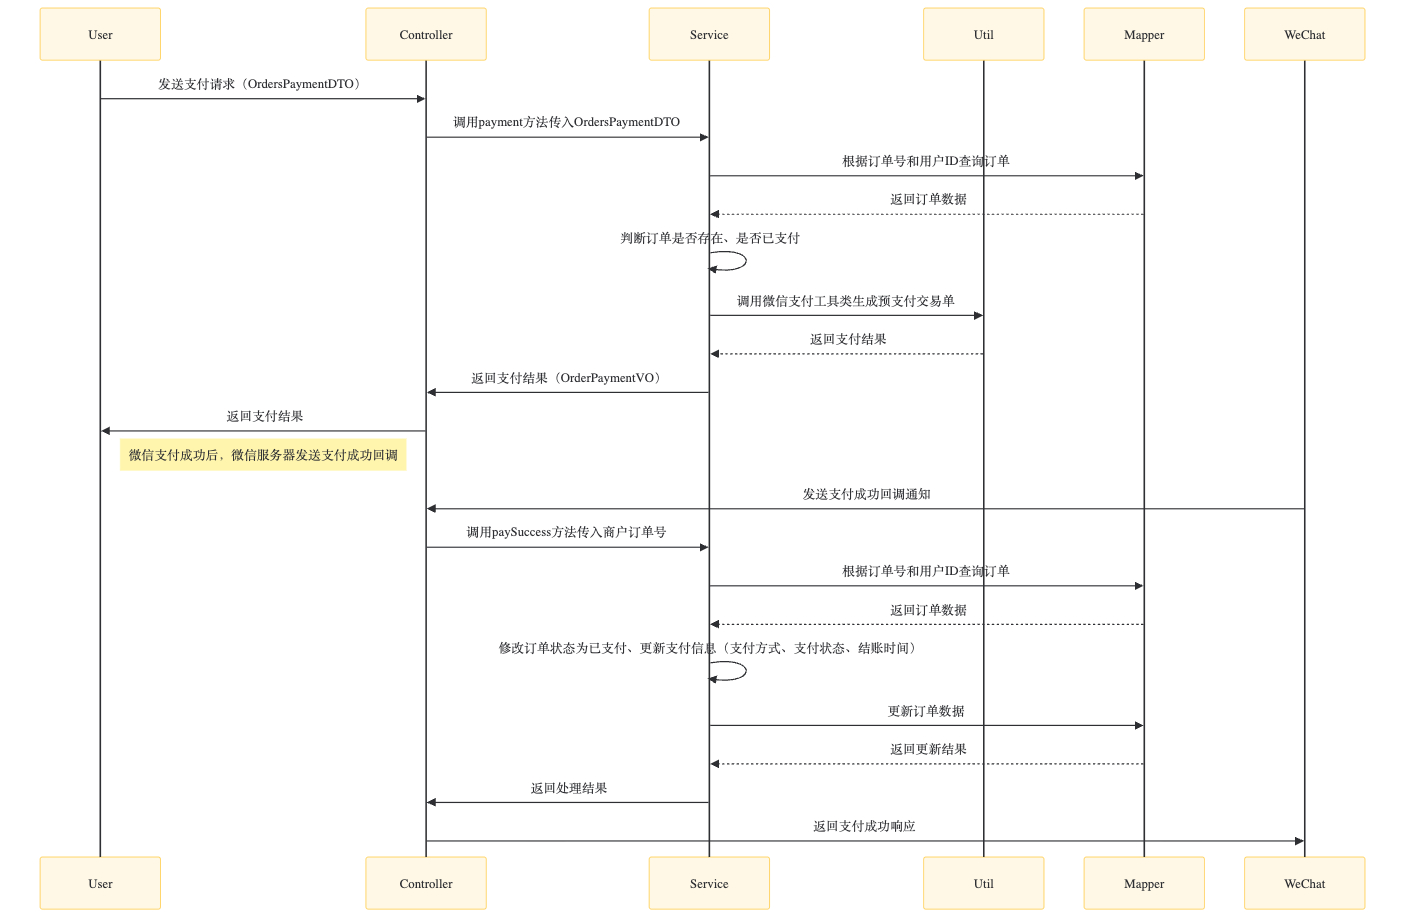 User
Controller
Service
Util
Mapper
WeChat
发送支付请求（OrdersPaymentDTO）
调用payment方法传入OrdersPaymentDTO
根据订单号和用户ID查询订单
返回订单数据
判断订单是否存在、是否已支付
调用微信支付工具类生成预支付交易单
返回支付结果
返回支付结果（OrderPaymentVO）
返回支付结果
微信支付成功后，微信服务器发送支付成功回调
发送支付成功回调通知
调用paySuccess方法传入商户订单号
根据订单号和用户ID查询订单
返回订单数据
修改订单状态为已支付、更新支付信息（支付方式、支付状态、结账时间）
更新订单数据
返回更新结果
返回处理结果
返回支付成功响应
User
Controller
Service
Util
Mapper
WeChat